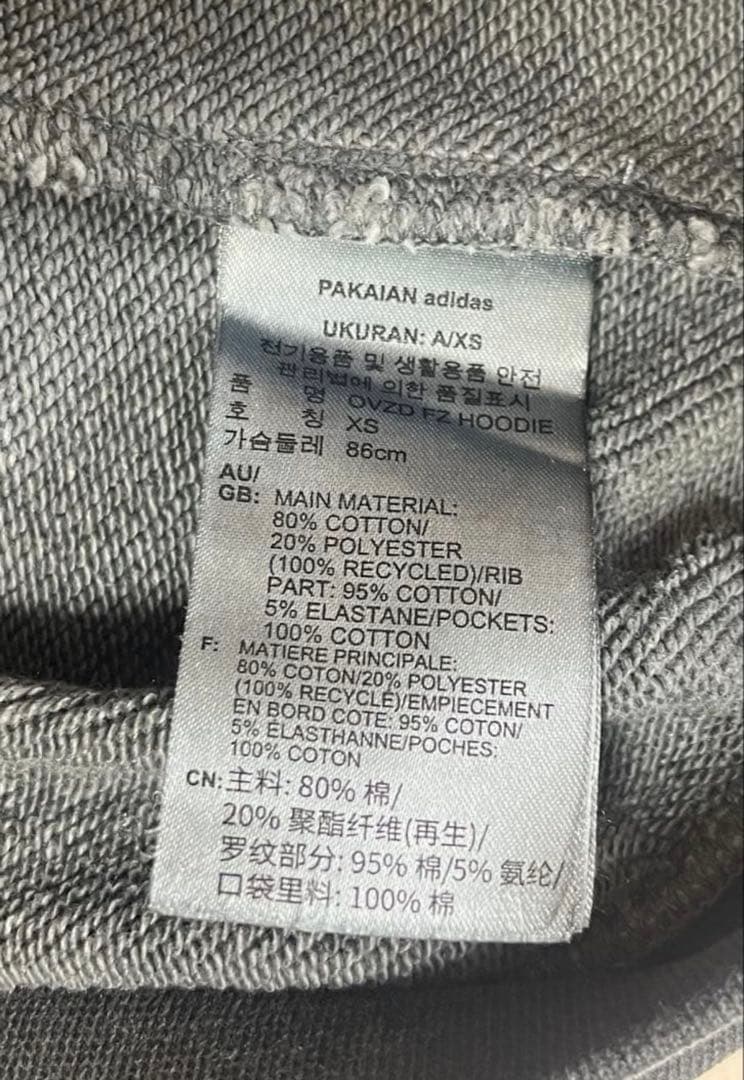 PAKAIAN adidas
UKURAN: A/XS
전기용품 및 생활용품 안전
관리법에 의한 품질표시
품 명 OVZD FZ HOODIE
호 칭 XS
가슴둘레 86cm
AU/
GB: MAIN MATERIAL:
80% COTTON/
20% POLYESTER
(100% RECYCLED)/RIB
PART: 95% COTTON/
5% ELASTANE/POCKETS:
100% COTTON
F: MATIERE PRINCIPALE:
80% COTON/20% POLYESTER
(100% RECYCLE)/EMPIECEMENT
EN BORD COTE: 95% COTON/
5% ELASTHANNE/POCHES:
100% COTON
CN: 主料: 80% 棉/
20% 聚酯纤维(再生)/
罗纹部分: 95% 棉/5% 氨纶/
口袋里料: 100% 棉